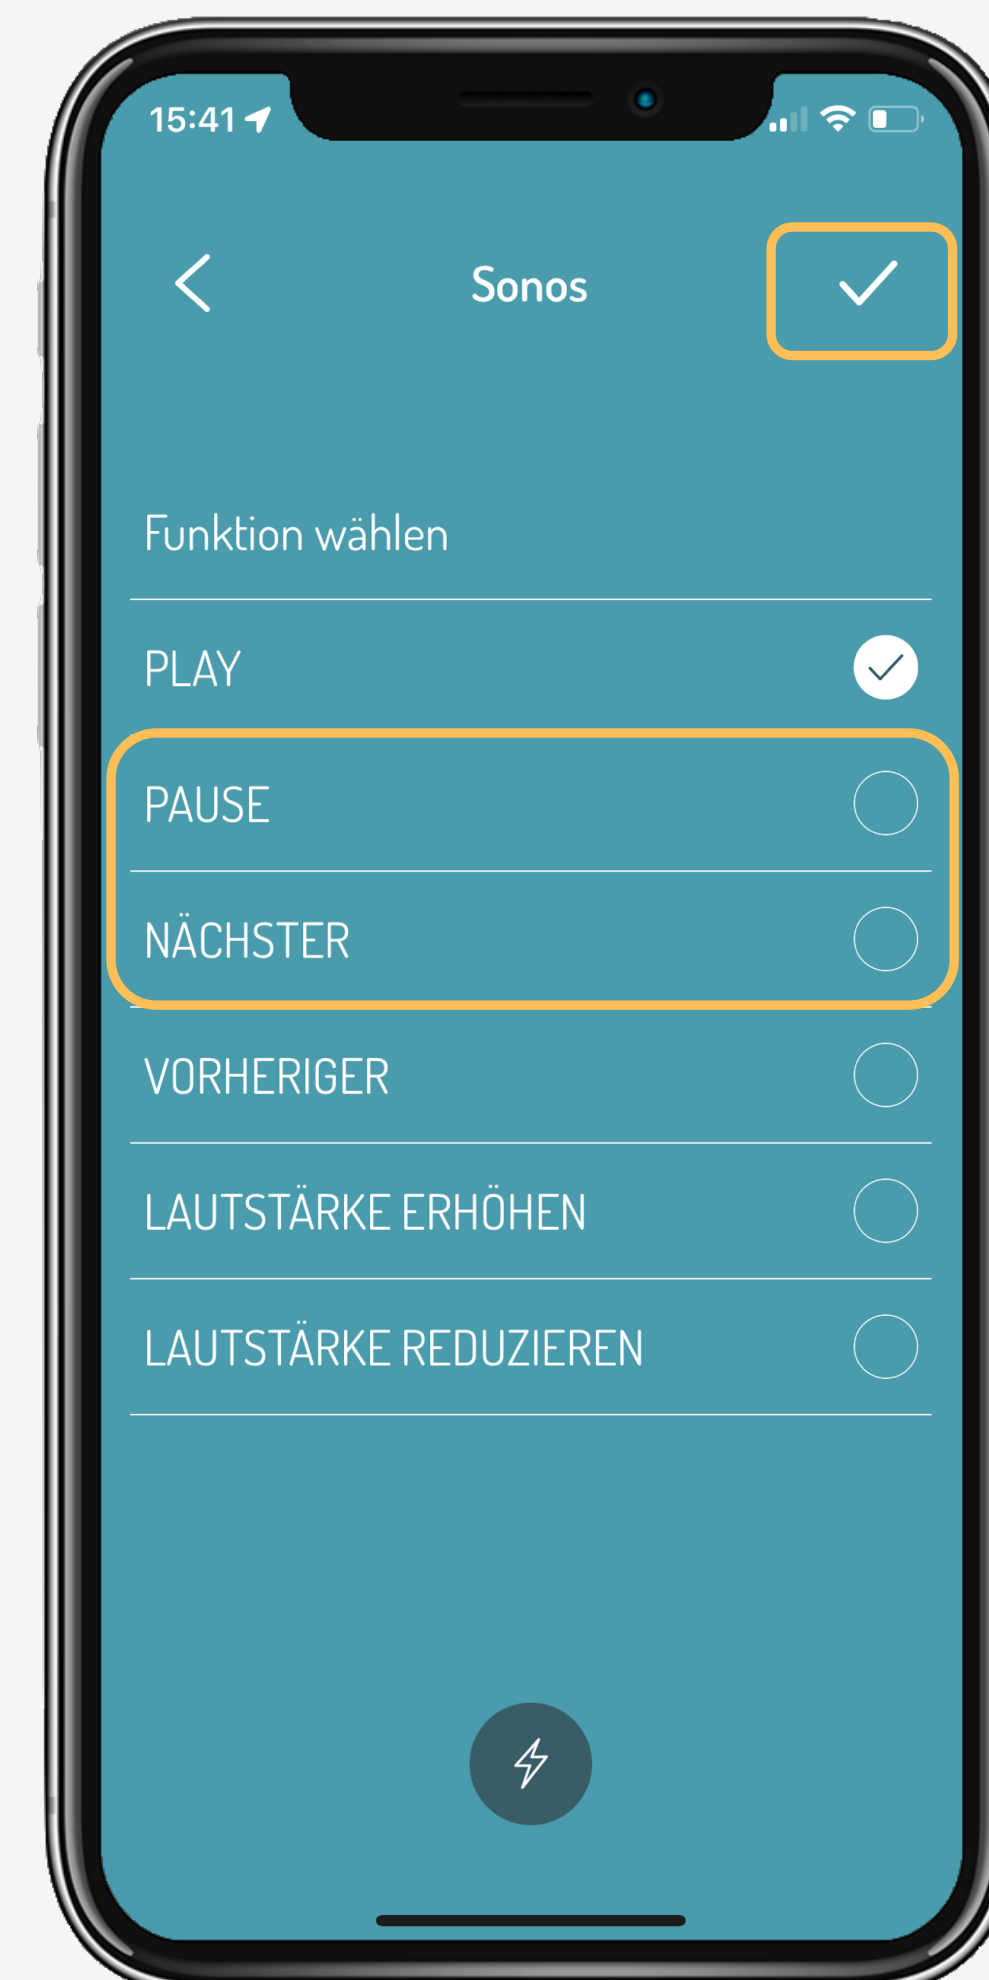 15:41
Sonos
Funktion wählen
PLAY
PAUSE
NÄCHSTER
VORHERIGER
LAUTSTÄRKE ERHÖHEN
LAUTSTÄRKE REDUZIEREN